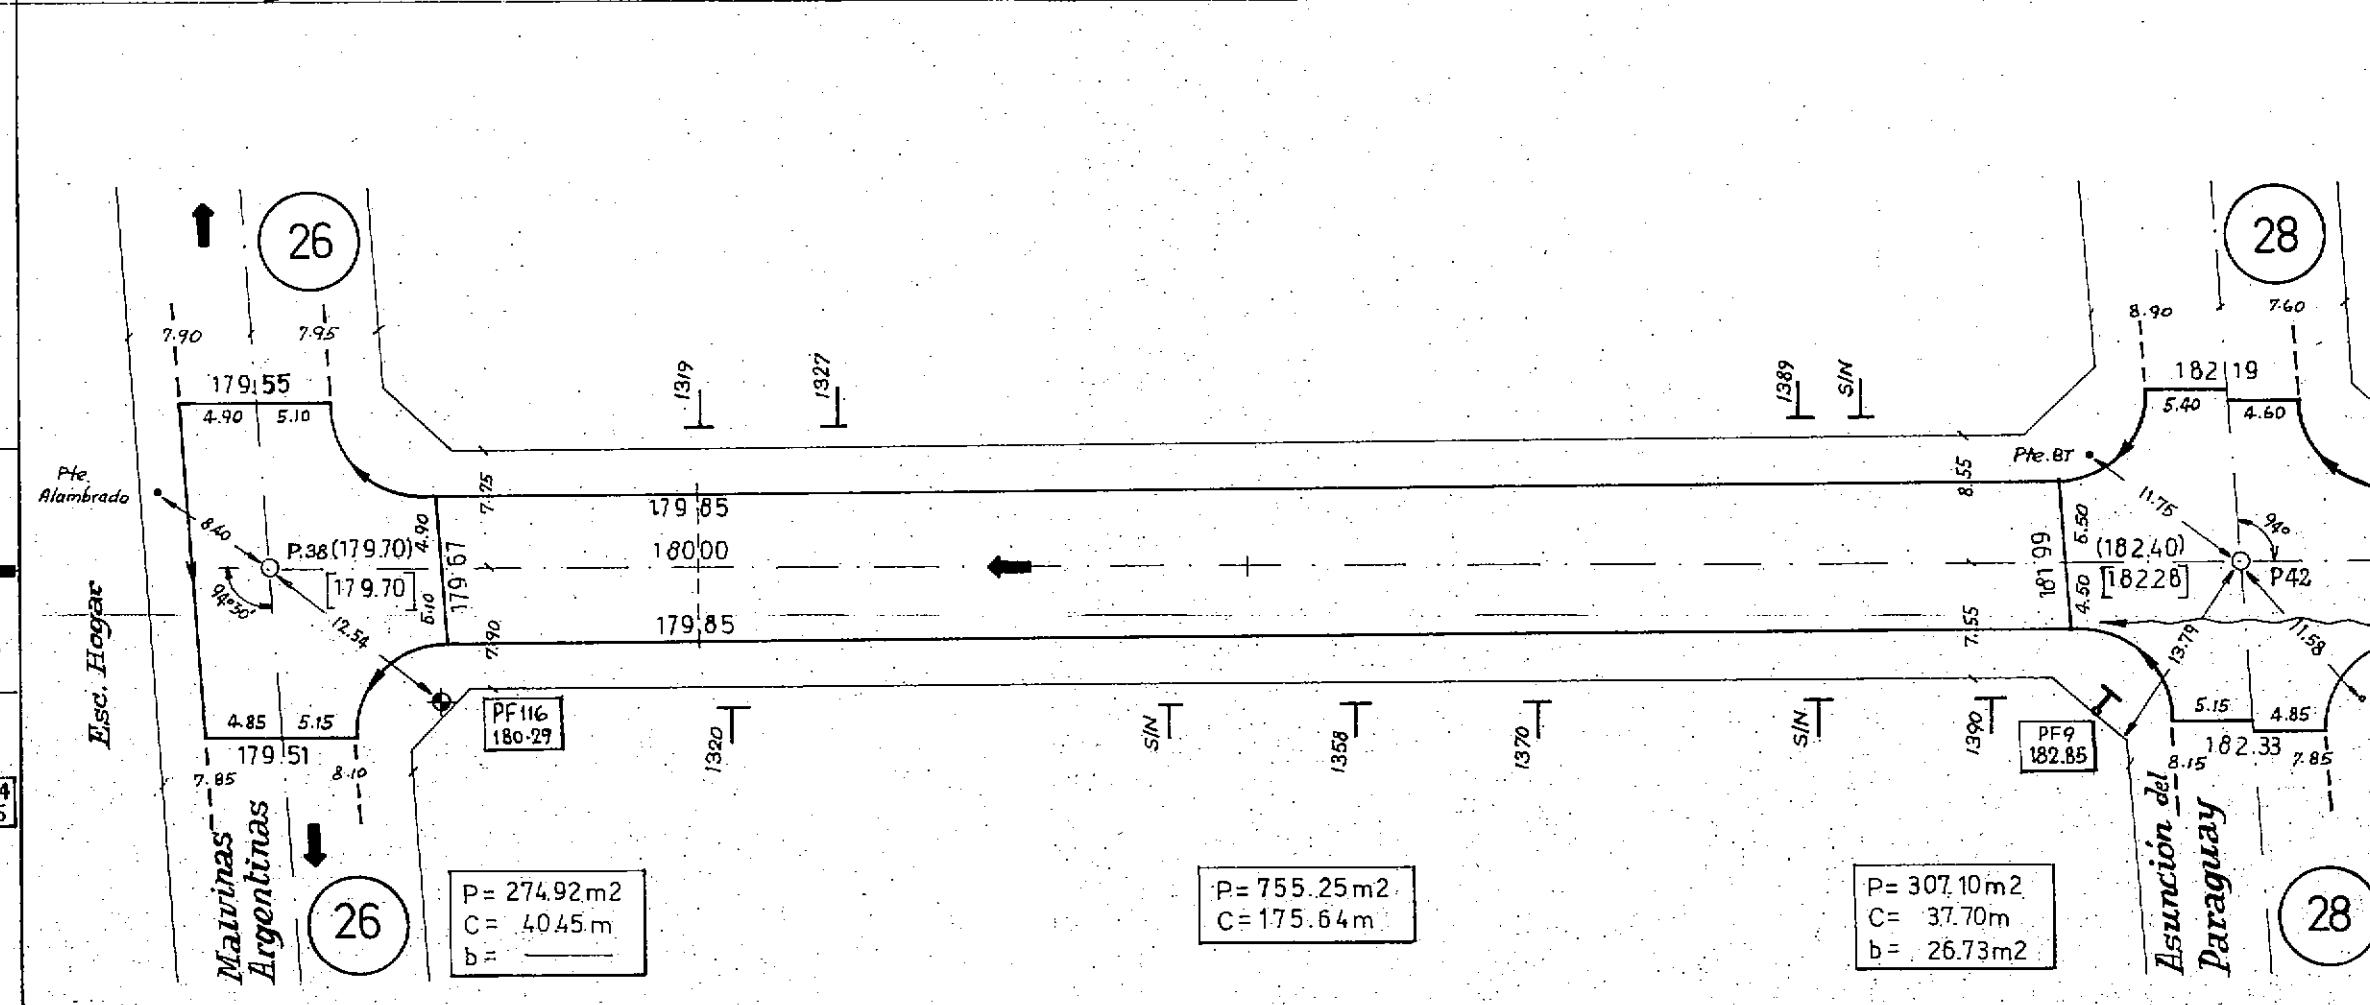 26
28
7.90
7.95
8.90
7.60
179.55
4.90
5.10
1319
1327
1389
S/N
182 19
5.40
4.60
Pte.
Alambrado
8.40
7.75
179 85
8.55
Pte. BT
11.75
94°
P.38 (179.70)
[179.70]
4.90
5.10
179 67
180 00
181 99
5.50
4.50
(182.40)
[182 28]
P42
94°30'
12.54
7.90
179.85
7.55
13.79
11.58
Esc. Hogar
4.85
5.15
179 51
7.85
8.10
PF116
180.29
1320
S/N
1358
1370
S/N
1390
PF9
182.85
5.15
4.85
182.33
8.15
7.85
Malvinas
Argentinas
26
P= 274.92 m2
C= 40.45 m
b=
P= 755.25 m2
C= 175.64 m
P= 307.10 m2
C= 37.70 m
b= 26.73 m2
Asunción del
Paraguay
28